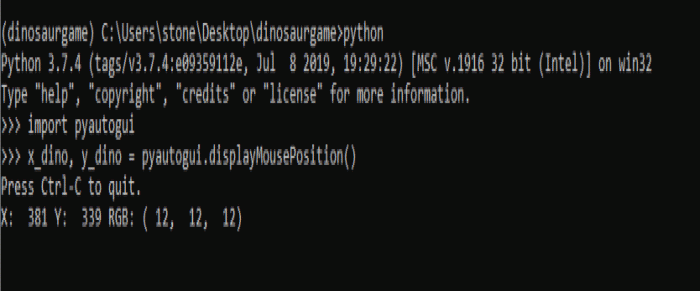 (dinosaurgame) C:\Users\stone\Desktop\dinosaurgame>python
Python 3.7.4 (tags/v3.7.4:e09359112e, Jul  8 2019, 19:29:22) [MSC v.1916 32 bit (Intel)] on win32
Type "help", "copyright", "credits" or "license" for more information.
>>> import pyautogui
>>> x_dino, y_dino = pyautogui.displayMousePosition()
Press Ctrl-C to quit.
X:  381 Y:  339 RGB: ( 12,  12,  12)